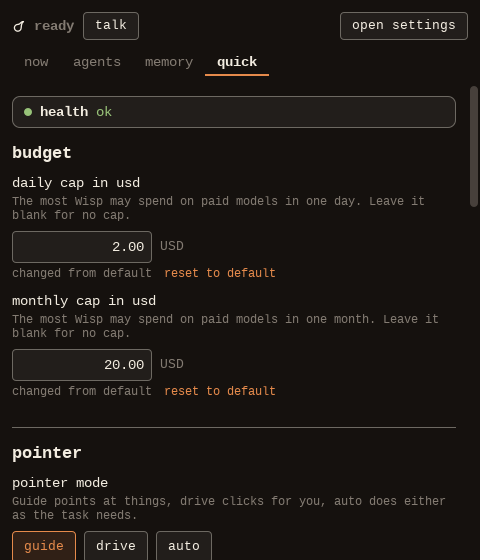 ready talk open settings
now agents memory quick
health ok
budget
daily cap in usd
The most Wisp may spend on paid models in one day. Leave it
blank for no cap.
2.00 USD
changed from default reset to default
monthly cap in usd
The most Wisp may spend on paid models in one month. Leave it
blank for no cap.
20.00 USD
changed from default reset to default
pointer
pointer mode
Guide points at things, drive clicks for you, auto does either
as the task needs.
guide drive auto